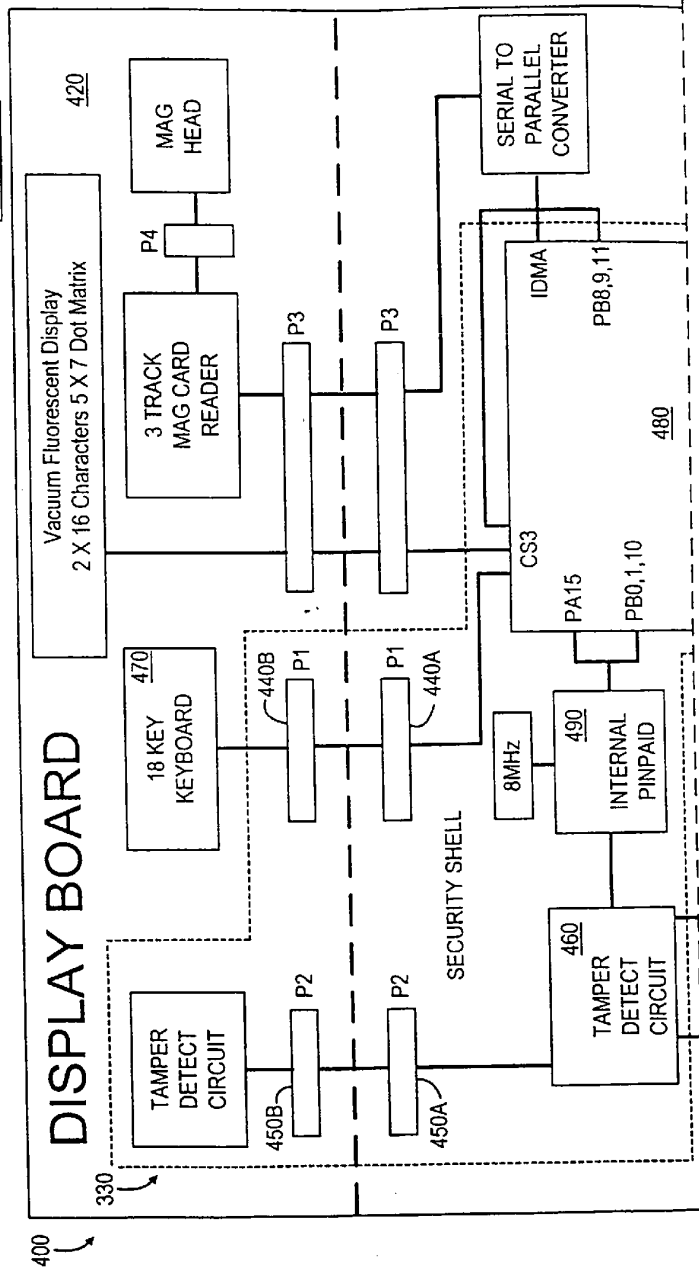 400
DISPLAY BOARD
420
Vacuum Fluorescent Display
2 X 16 Characters 5 X 7 Dot Matrix
330
TAMPER
DETECT
CIRCUIT
470
18 KEY
KEYBOARD
3 TRACK
MAG CARD
READER
P4
MAG
HEAD
450B
P2
440B
P1
P3
450A
P2
440A
P1
P3
SECURITY SHELL
SERIAL TO
PARALLEL
CONVERTER
8MHz
460
TAMPER
DETECT
CIRCUIT
490
INTERNAL
PINPAID
CS3
PA15
PB0,1,10
IDMA
PB8,9,11
480